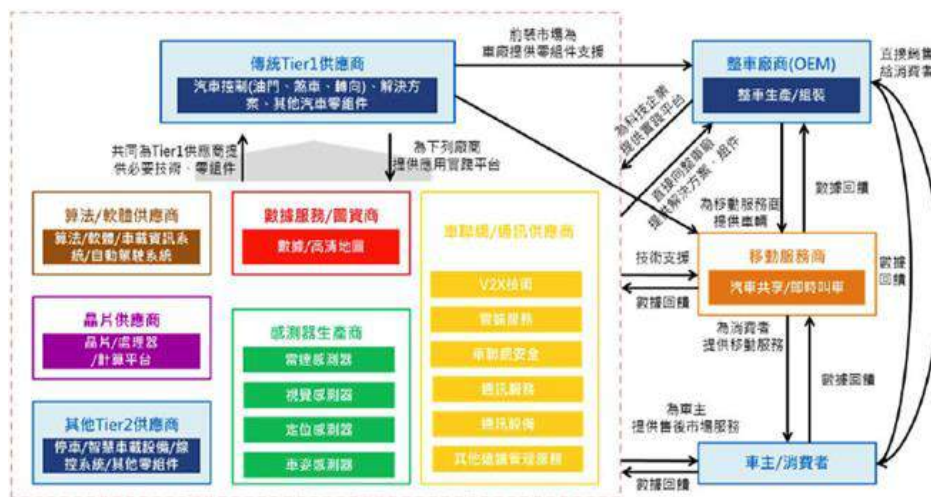 傳統Tier1供應商
汽車控制(油門、煞車、轉向)、解決方
案、其他汽車零組件
前裝市場為
車廠提供零組件支援
整車廠商(OEM)
整車生產/組裝
直接銷售
給消費者
共同為Tier1供應商提
供必要技術、零組件
為下列廠商
提供應用實踐平台
為科技企業
提供實踐平台
直接向整車廠
提供解決方案、組件
為移動服務商
提供車輛
數據回饋
算法/軟體供應商
算法/軟體/車載資訊系
統/自動駕駛系統
數據服務/圖資商
數據/高清地圖
車聯網/通訊供應商
V2X技術
雲端服務
車聯網安全
通訊服務
通訊設備
其他遠端管理服務
技術支援
數據回饋
移動服務商
汽車共享/即時叫車
數據
回饋
晶片供應商
晶片/處理器
/計算平台
感測器生產商
雷達感測器
視覺感測器
定位感測器
車姿感測器
為消費者
提供移動服務
數據回饋
其他Tier2供應商
停車/智慧車載設備/線
控系統/其他零組件
為車主
提供售後市場服務
數據回饋
車主/消費者